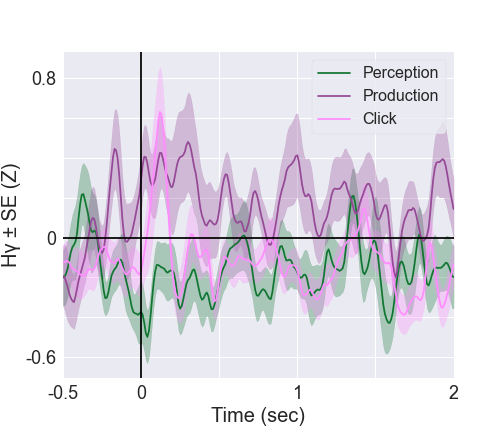 Perception
Production
Click
0.8
0
-0.6
Hγ ± SE (Z)
-0.5
0
1
2
Time (sec)